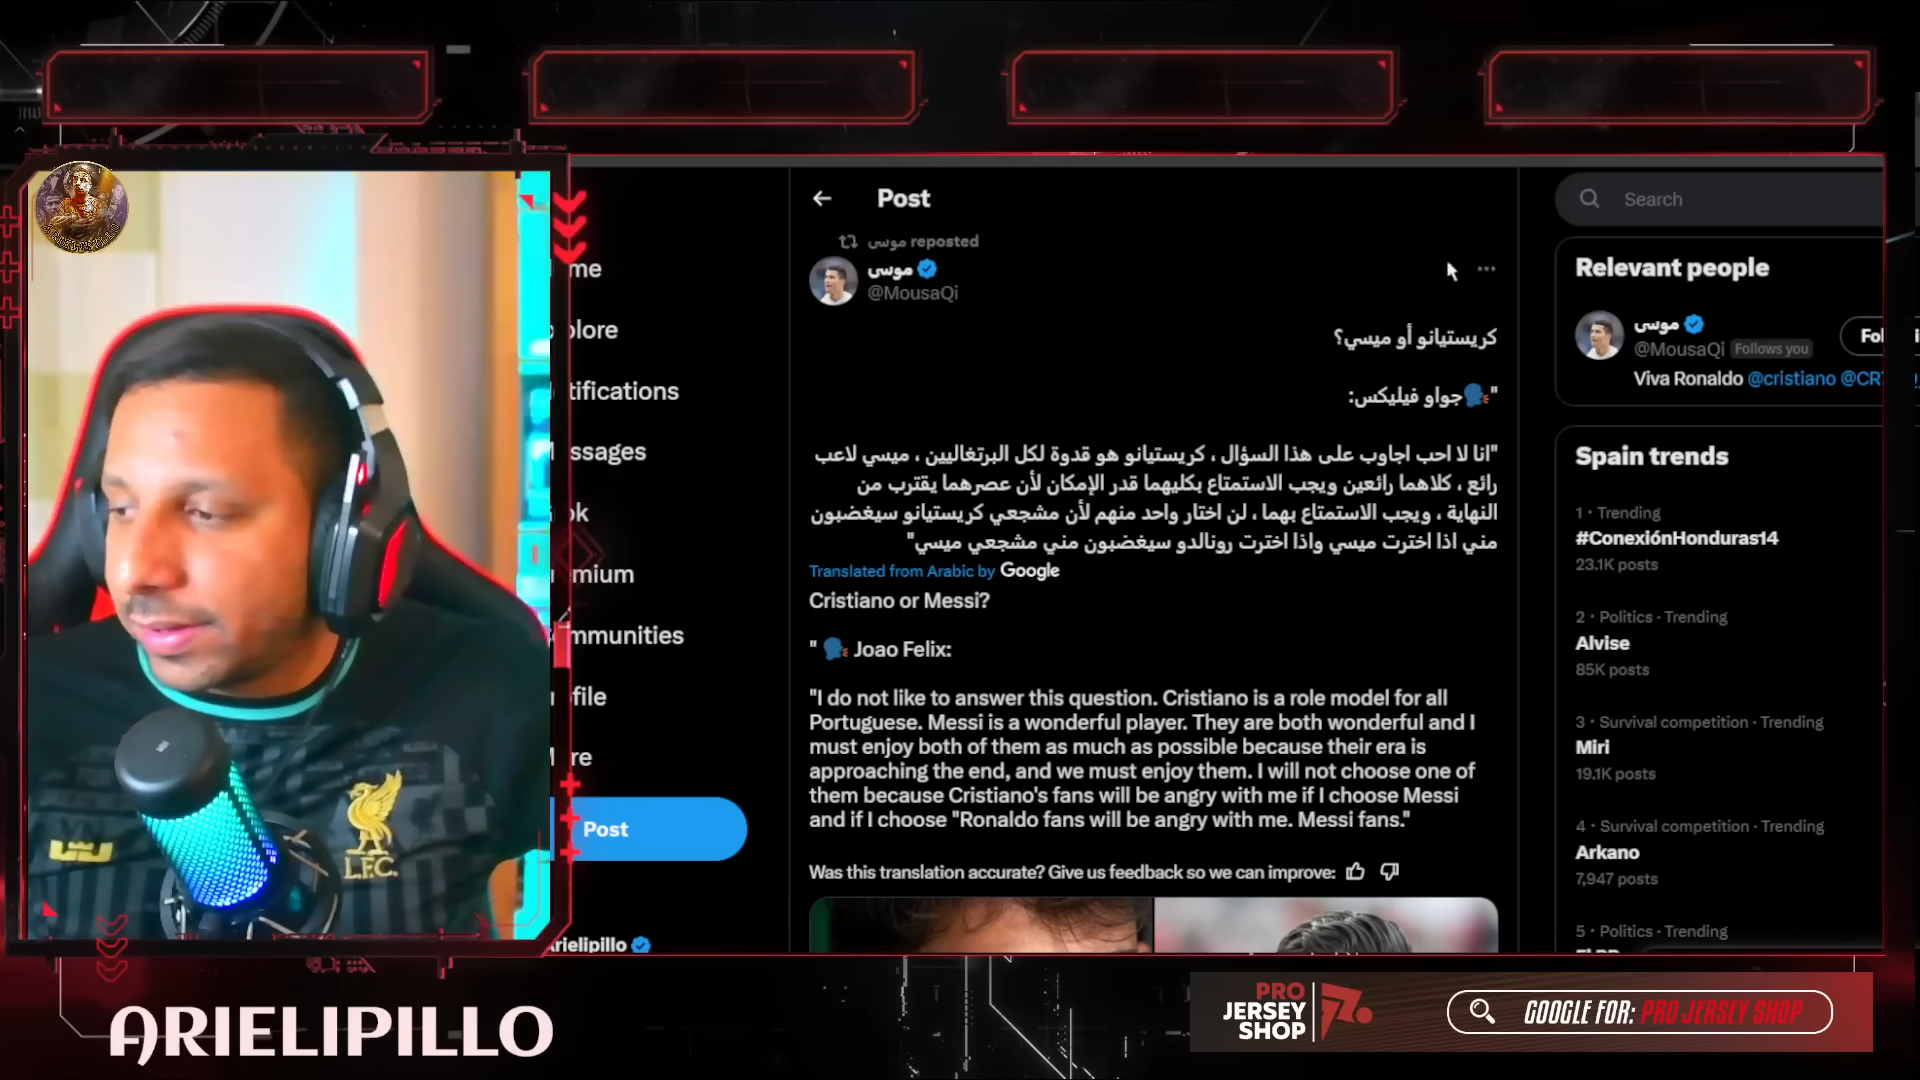 Post
موسى reposted
موسى
@MousaQi
كريستيانو أو ميسي؟
"🗣️جواو فيليكس:
"انا لا احب اجاوب على هذا السؤال ، كريستيانو هو قدوة لكل البرتغاليين ، ميسي لاعب
رائع ، كلاهما رائعين ويجب الاستمتاع بكليهما قدر الإمكان لأن عصرهما يقترب من
النهاية ، ويجب الاستمتاع بهما ، لن اختار واحد منهم لأن مشجعي كريستيانو سيغضبون
مني اذا اخترت ميسي واذا اخترت رونالدو سيغضبون مني مشجعي ميسي"
Translated from Arabic by Google
Cristiano or Messi?
" 🗣️ Joao Felix:
"I do not like to answer this question. Cristiano is a role model for all
Portuguese. Messi is a wonderful player. They are both wonderful and I
must enjoy both of them as much as possible because their era is
approaching the end, and we must enjoy them. I will not choose one of
them because Cristiano's fans will be angry with me if I choose Messi
and if I choose "Ronaldo fans will be angry with me. Messi fans."
Was this translation accurate? Give us feedback so we can improve:
me
lore
tifications
ssages
ok
mium
mmunities
file
re
Post
rielipillo
Search
Relevant people
موسى
@MousaQi Follows you
Fol
Viva Ronaldo @cristiano @CR7
Spain trends
1 · Trending
#ConexiónHonduras14
23.1K posts
2 · Politics · Trending
Alvise
85K posts
3 · Survival competition · Trending
Miri
19.1K posts
4 · Survival competition · Trending
Arkano
7,947 posts
5 · Politics · Trending
L.F.C.
ARIELIPILLO
PRO
JERSEY
SHOP
GOOGLE FOR: PRO JERSEY SHOP